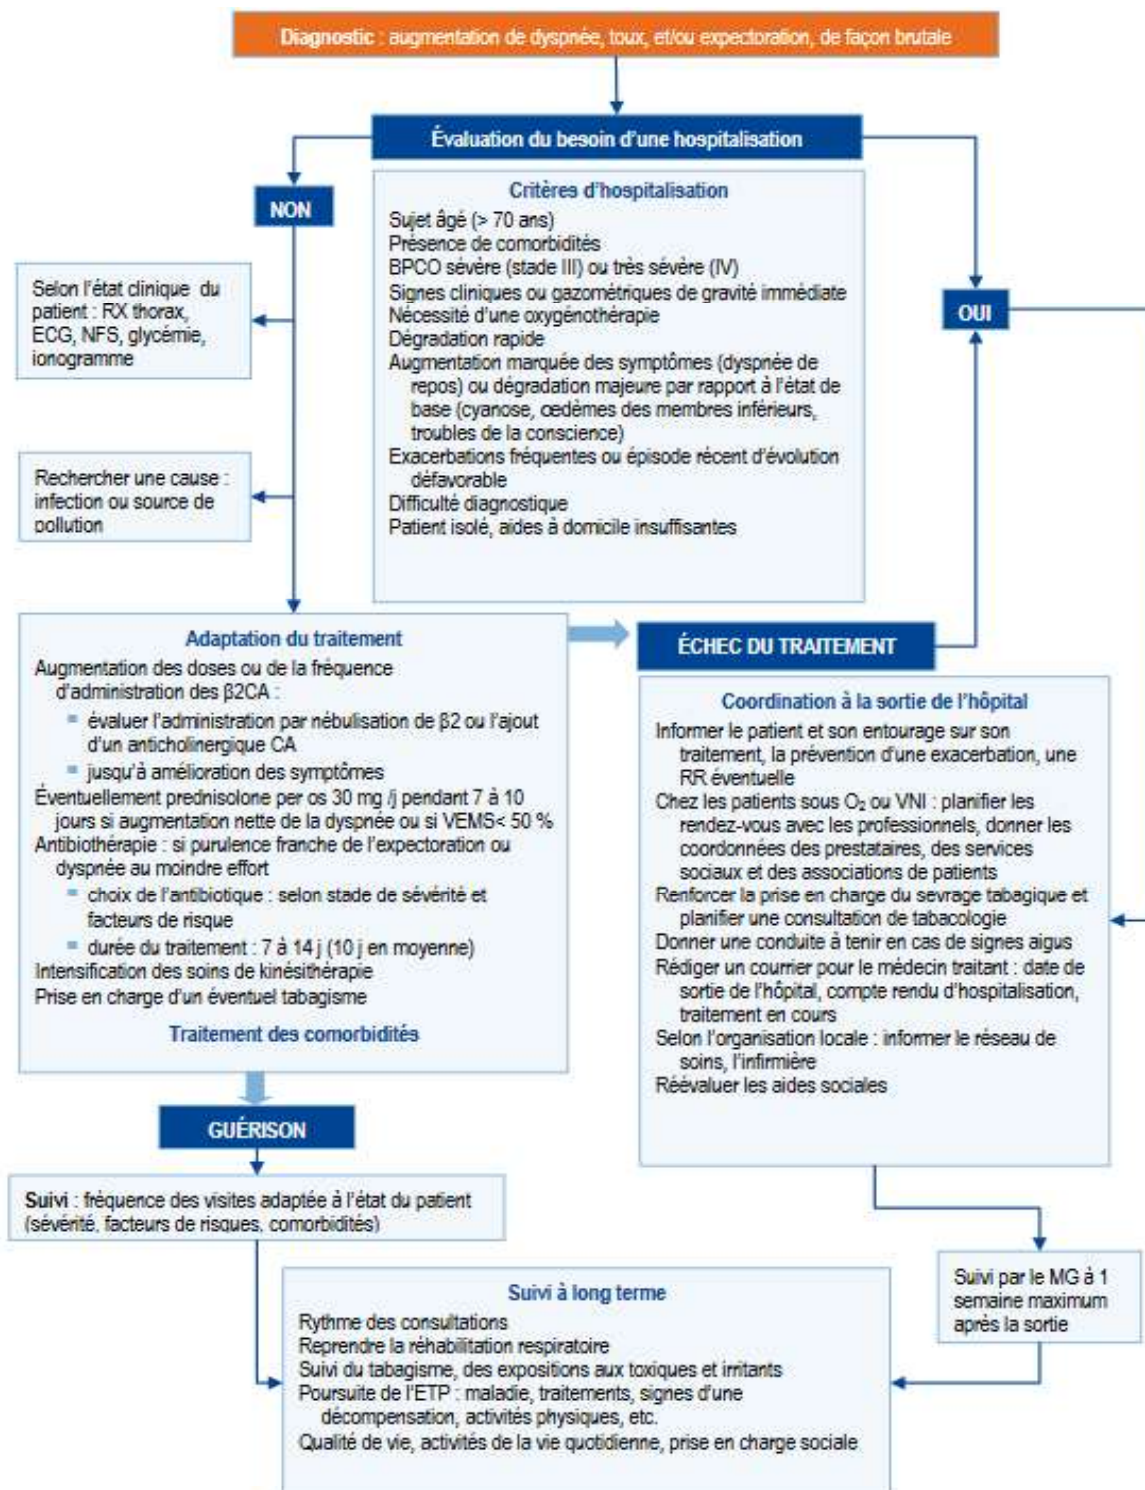 Diagnostic : augmentation de dyspnée, toux, et/ou expectoration, de façon brutale
Évaluation du besoin d'une hospitalisation
NON
OUI
Critères d'hospitalisation
Sujet âgé (> 70 ans)
Présence de comorbidités
BPCO sévère (stade III) ou très sévère (IV)
Signes cliniques ou gazométriques de gravité immédiate
Nécessité d'une oxygénothérapie
Dégradation rapide
Augmentation marquée des symptômes (dyspnée de
repos) ou dégradation majeure par rapport à l'état de
base (cyanose, œdèmes des membres inférieurs,
troubles de la conscience)
Exacerbations fréquentes ou épisode récent d'évolution
défavorable
Difficulté diagnostique
Patient isolé, aides à domicile insuffisantes
Selon l'état clinique du
patient : RX thorax,
ECG, NFS, glycémie,
ionogramme
Rechercher une cause :
infection ou source de
pollution
Adaptation du traitement
Augmentation des doses ou de la fréquence
d'administration des β2CA :
▪ évaluer l'administration par nébulisation de β2 ou l'ajout
d'un anticholinergique CA
▪ jusqu'à amélioration des symptômes
Éventuellement prednisolone per os 30 mg /j pendant 7 à 10
jours si augmentation nette de la dyspnée ou si VEMS< 50 %
Antibiothérapie : si purulence franche de l'expectoration ou
dyspnée au moindre effort
▪ choix de l'antibiotique : selon stade de sévérité et
facteurs de risque
▪ durée du traitement : 7 à 14 j (10 j en moyenne)
Intensification des soins de kinésithérapie
Prise en charge d'un éventuel tabagisme
Traitement des comorbidités
ÉCHEC DU TRAITEMENT
Coordination à la sortie de l'hôpital
Informer le patient et son entourage sur son
traitement, la prévention d'une exacerbation, une
RR éventuelle
Chez les patients sous O₂ ou VNI : planifier les
rendez-vous avec les professionnels, donner les
coordonnées des prestataires, des services
sociaux et des associations de patients
Renforcer la prise en charge du sevrage tabagique et
planifier une consultation de tabacologie
Donner une conduite à tenir en cas de signes aigus
Rédiger un courrier pour le médecin traitant : date de
sortie de l'hôpital, compte rendu d'hospitalisation,
traitement en cours
Selon l'organisation locale : informer le réseau de
soins, l'infirmière
Réévaluer les aides sociales
GUÉRISON
Suivi : fréquence des visites adaptée à l'état du patient
(sévérité, facteurs de risques, comorbidités)
Suivi par le MG à 1
semaine maximum
après la sortie
Suivi à long terme
Rythme des consultations
Reprendre la réhabilitation respiratoire
Suivi du tabagisme, des expositions aux toxiques et irritants
Poursuite de l'ETP : maladie, traitements, signes d'une
décompensation, activités physiques, etc.
Qualité de vie, activités de la vie quotidienne, prise en charge sociale